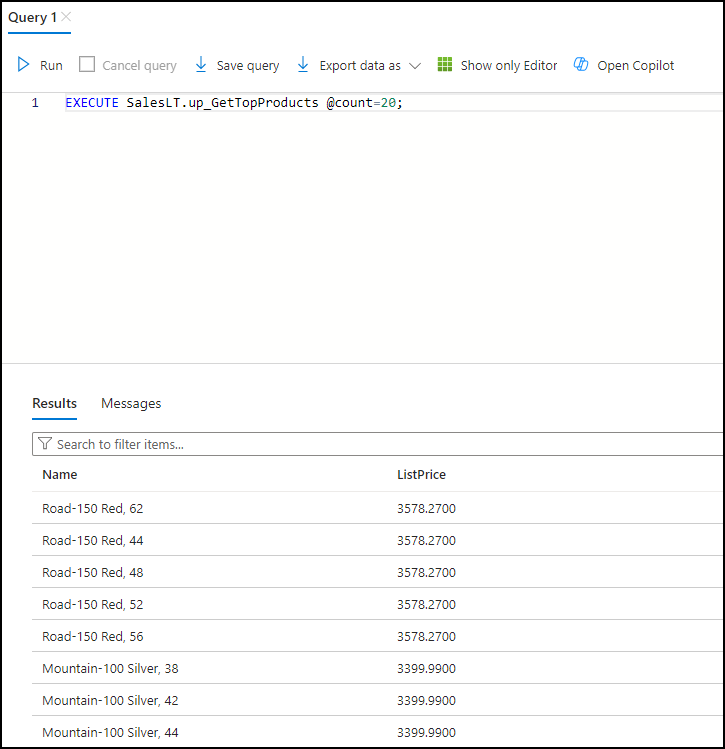 Query 1
Run Cancel query Save query Export data as Show only Editor Open Copilot
1 EXECUTE SalesLT.up_GetTopProducts @count=20;
Results Messages
Search to filter items...
Name ListPrice
Road-150 Red, 62 3578.2700
Road-150 Red, 44 3578.2700
Road-150 Red, 48 3578.2700
Road-150 Red, 52 3578.2700
Road-150 Red, 56 3578.2700
Mountain-100 Silver, 38 3399.9900
Mountain-100 Silver, 42 3399.9900
Mountain-100 Silver, 44 3399.9900